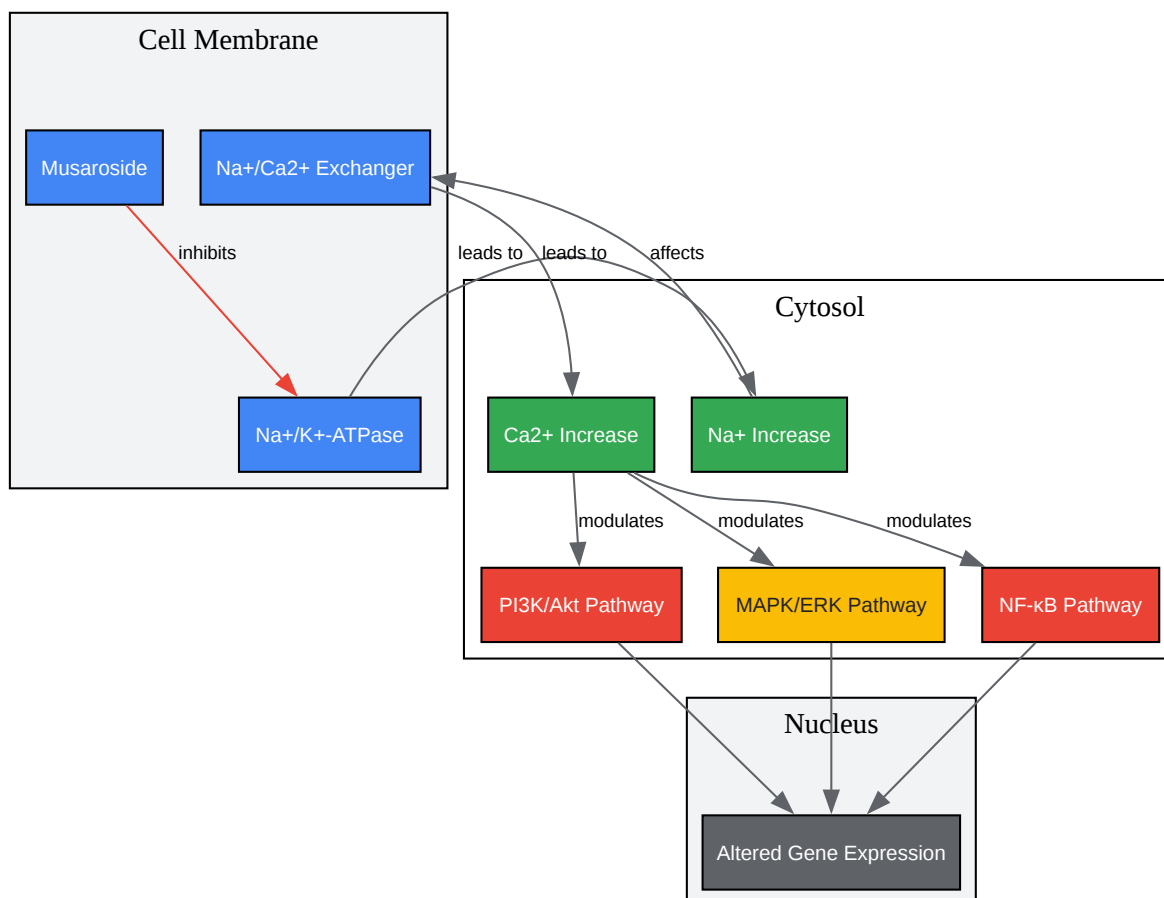 Cell Membrane
Musaroside
Na+/Ca2+ Exchanger
inhibits
leads to
leads to
affects
Cytosol
Na+/K+-ATPase
Ca2+ Increase
Na+ Increase
modulates
modulates
modulates
PI3K/Akt Pathway
MAPK/ERK Pathway
NF-κB Pathway
Nucleus
Altered Gene Expression